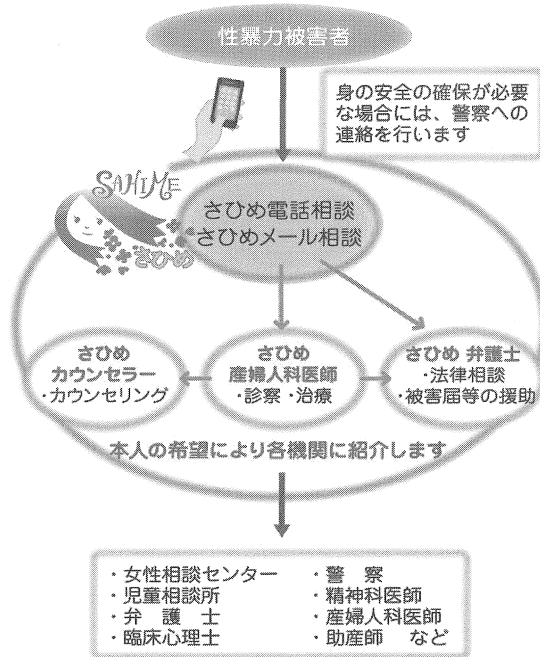 性暴力被害者
身の安全の確保が必要
な場合には、警察への
連絡を行います
SAHIME
さひめ
さひめ電話相談
さひめメール相談
さひめ
カウンセラー
・カウンセリング
さひめ
産婦人科医師
・診察・治療
さひめ 弁護士
・法律相談
・被害届等の援助
本人の希望により各機関に紹介します
・女性相談センター
・児童相談所
・弁　護　士
・臨床心理士
・警　察
・精神科医師
・産婦人科医師
・助産師　など